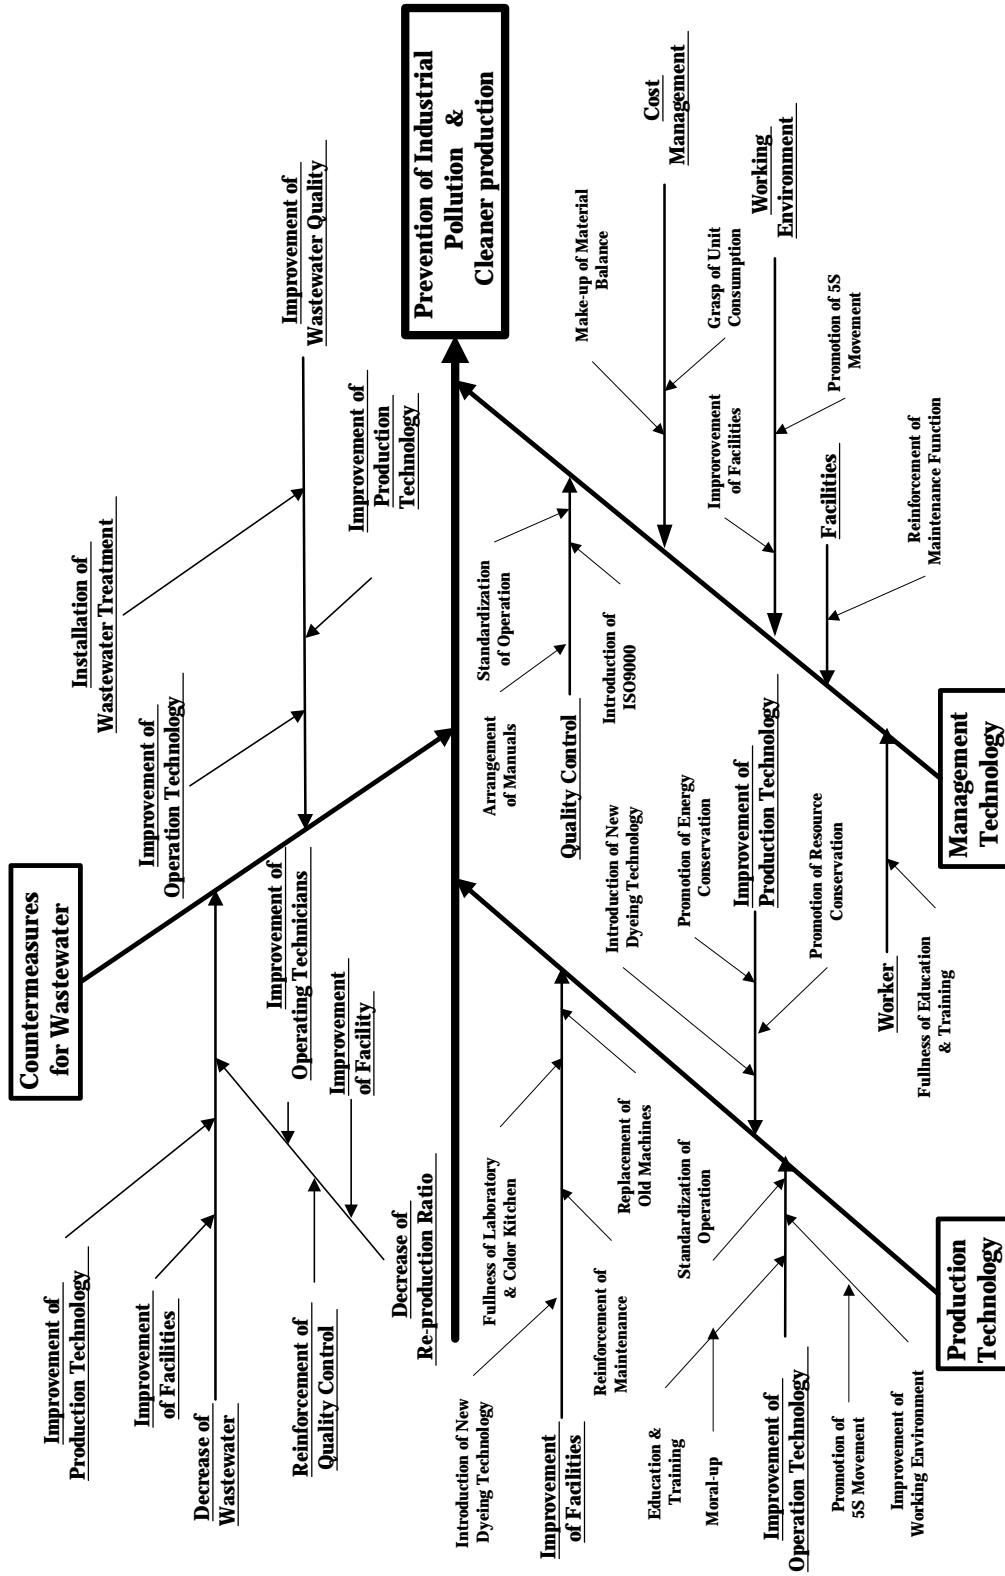 Countermeasures
for Wastewater
Improvement of
Production Technology
Improvement
of Facilities
Decrease of
Wastewater
Reinforcement of
Quality Control
Decrease of
Re-production Ratio
Improvement of
Operating Technicians
Improvement
of Facility
Improvement of
Operation Technology
Installation of
Wastewater Treatment
Improvement of
Wastewater Quality
Improvement of
Production
Technology
Prevention of Industrial
Pollution &
Cleaner production
Introduction of New
Dyeing Technology
Fullness of Laboratory
& Color Kitchen
Improvement
of Facilities
Reinforcement of
Maintenance
Replacement of
Old Machines
Education &
Training
Moral-up
Standardization of
Operation
Improvement of
Operation Technology
Promotion of
5S Movement
Improvement of
Working Environment
Production
Technology
Introduction of New
Dyeing Technology
Promotion of Energy
Conservation
Improvement of
Production Technology
Promotion of Resource
Conservation
Arrangement
of Manuals
Standardization
of Operation
Quality Control
Introduction of
ISO9000
Make-up of Material
Balance
Cost
Management
Grasp of Unit
Consumption
Improrovement
of Facilities
Working
Environment
Promotion of 5S
Movement
Facilities
Reinforcement of
Maintenance Function
Worker
Fullness of Education
& Training
Management
Technology